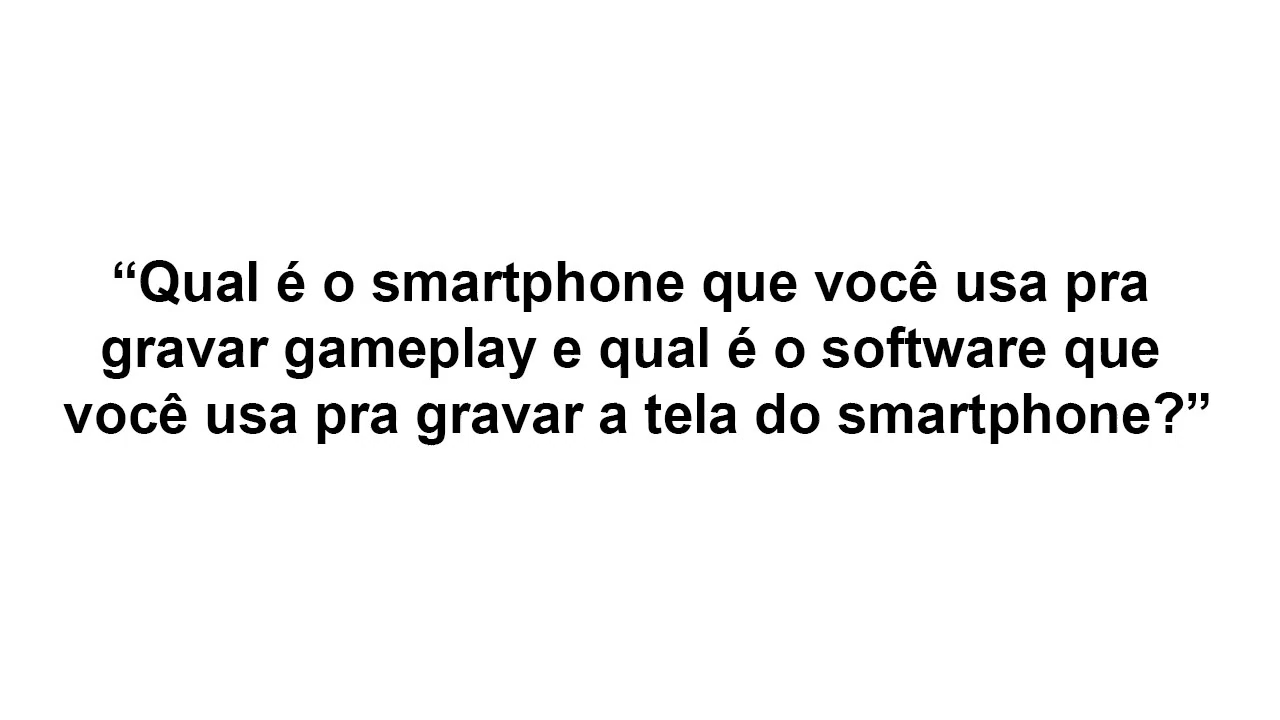 “Qual é o smartphone que você usa pra
gravar gameplay e qual é o software que
você usa pra gravar a tela do smartphone?”